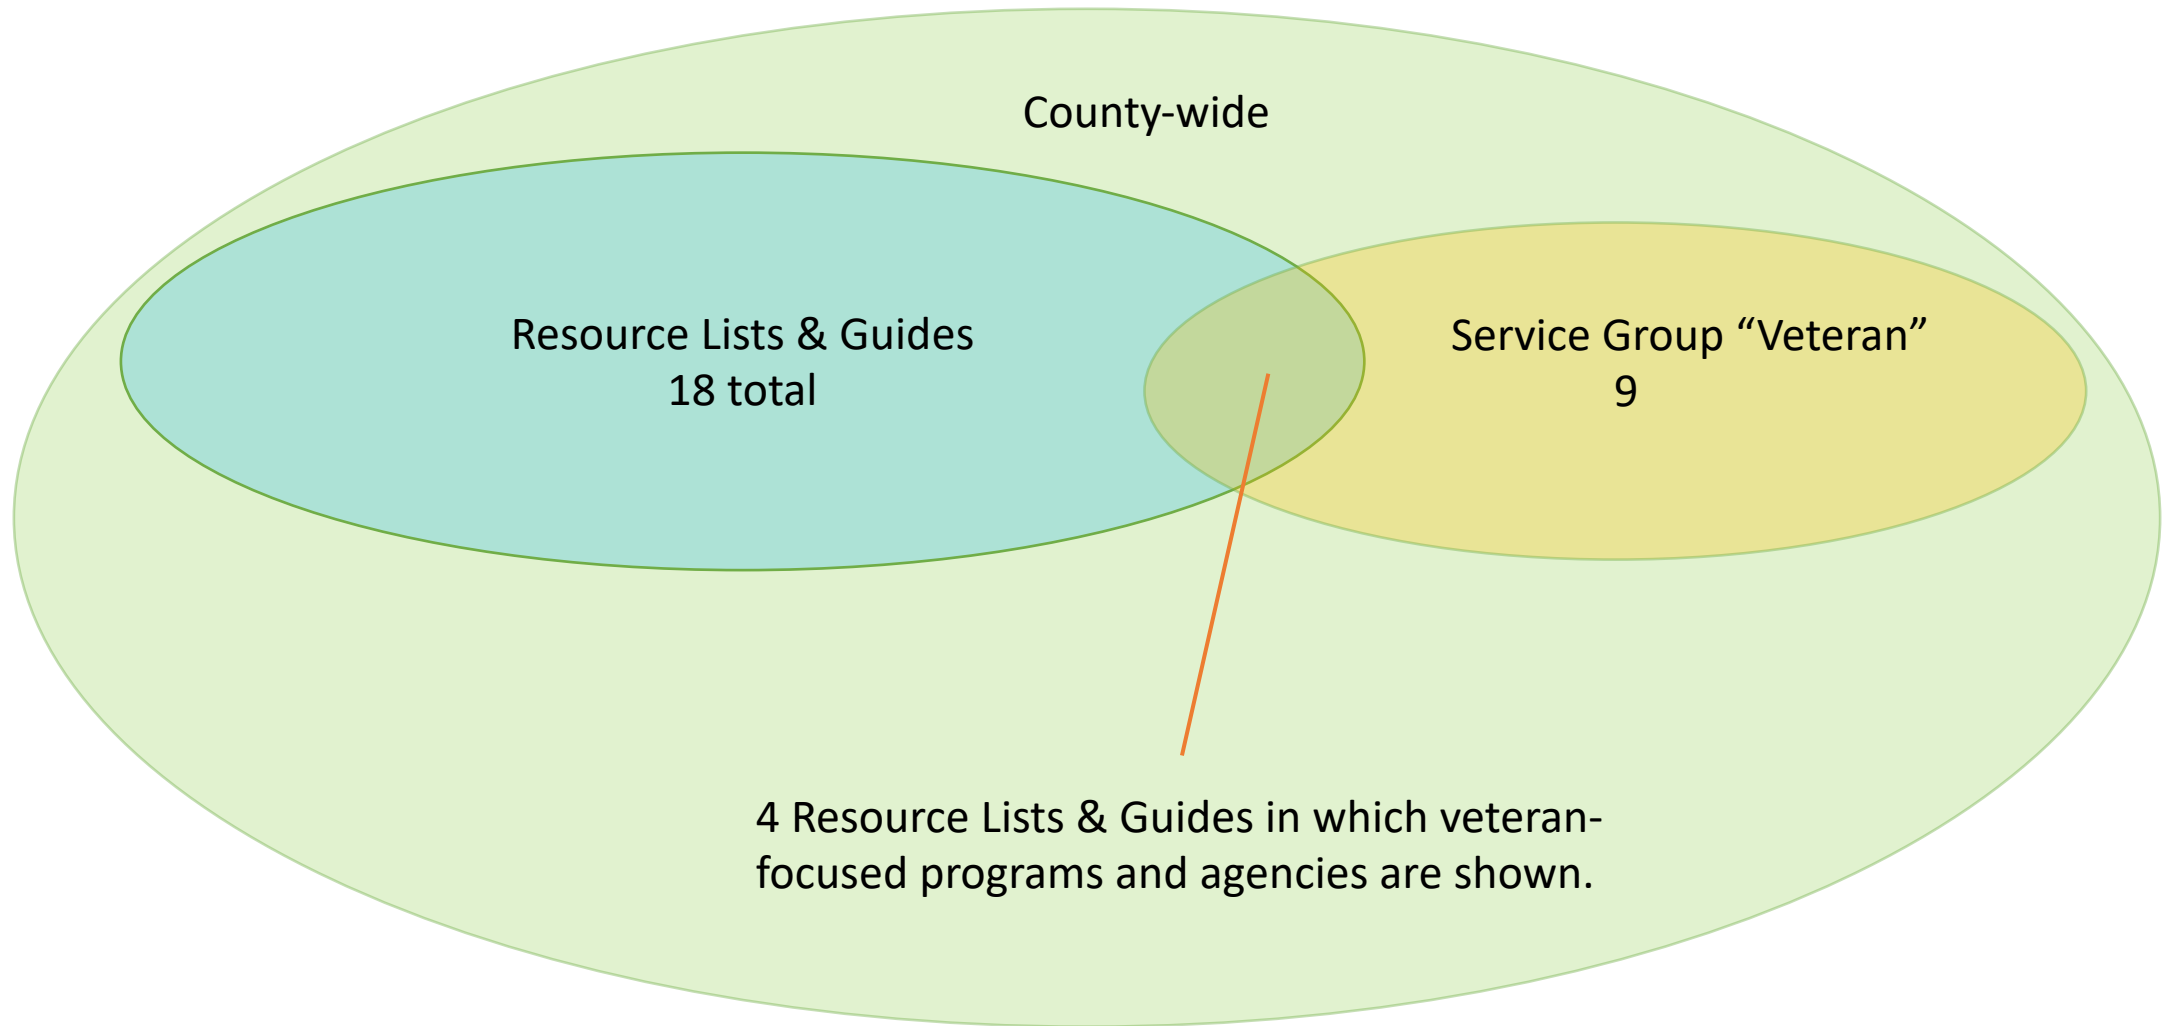 County-wide
Resource Lists & Guides
18 total
Service Group “Veteran”
9
4 Resource Lists & Guides in which veteran-
focused programs and agencies are shown.